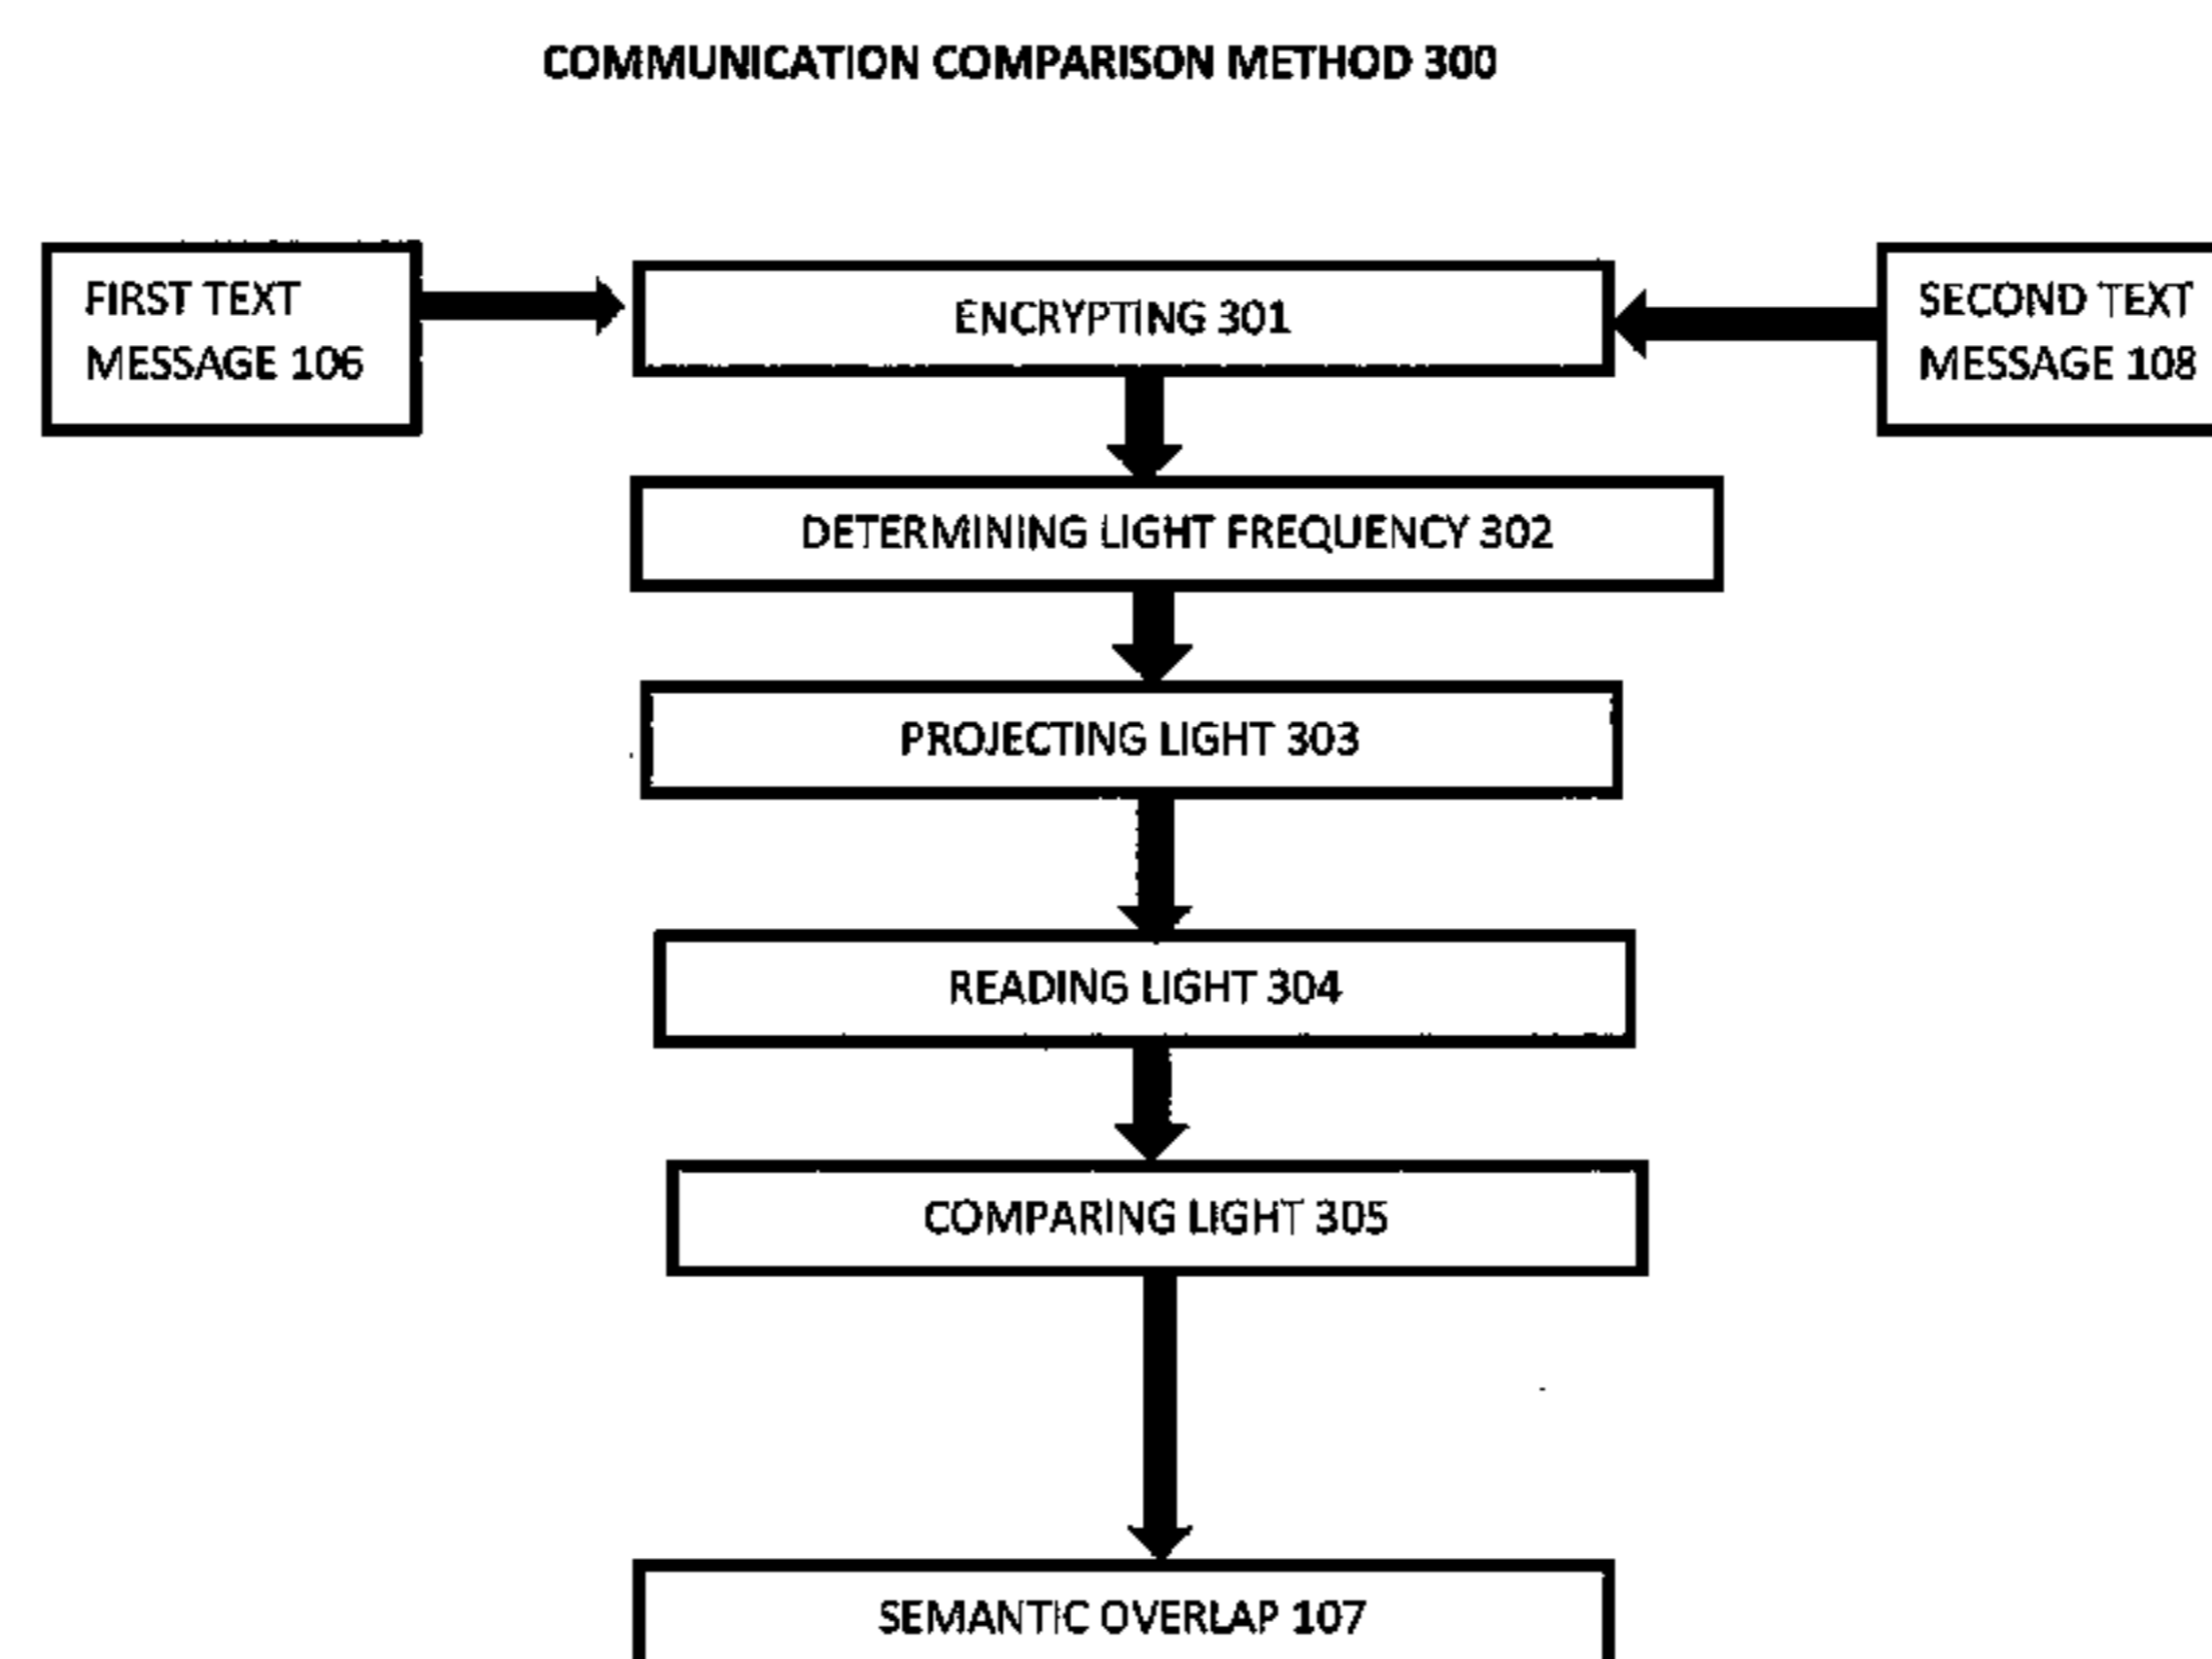 COMMUNICATION COMPARISON METHOD 300
FIRST TEXT
MESSAGE 106
ENCRYPTING 301
SECOND TEXT
MESSAGE 108
DETERMINING LIGHT FREQUENCY 302
PROJECTING LIGHT 303
READING LIGHT 304
COMPARING LIGHT 305
SEMANTIC OVERLAP 107